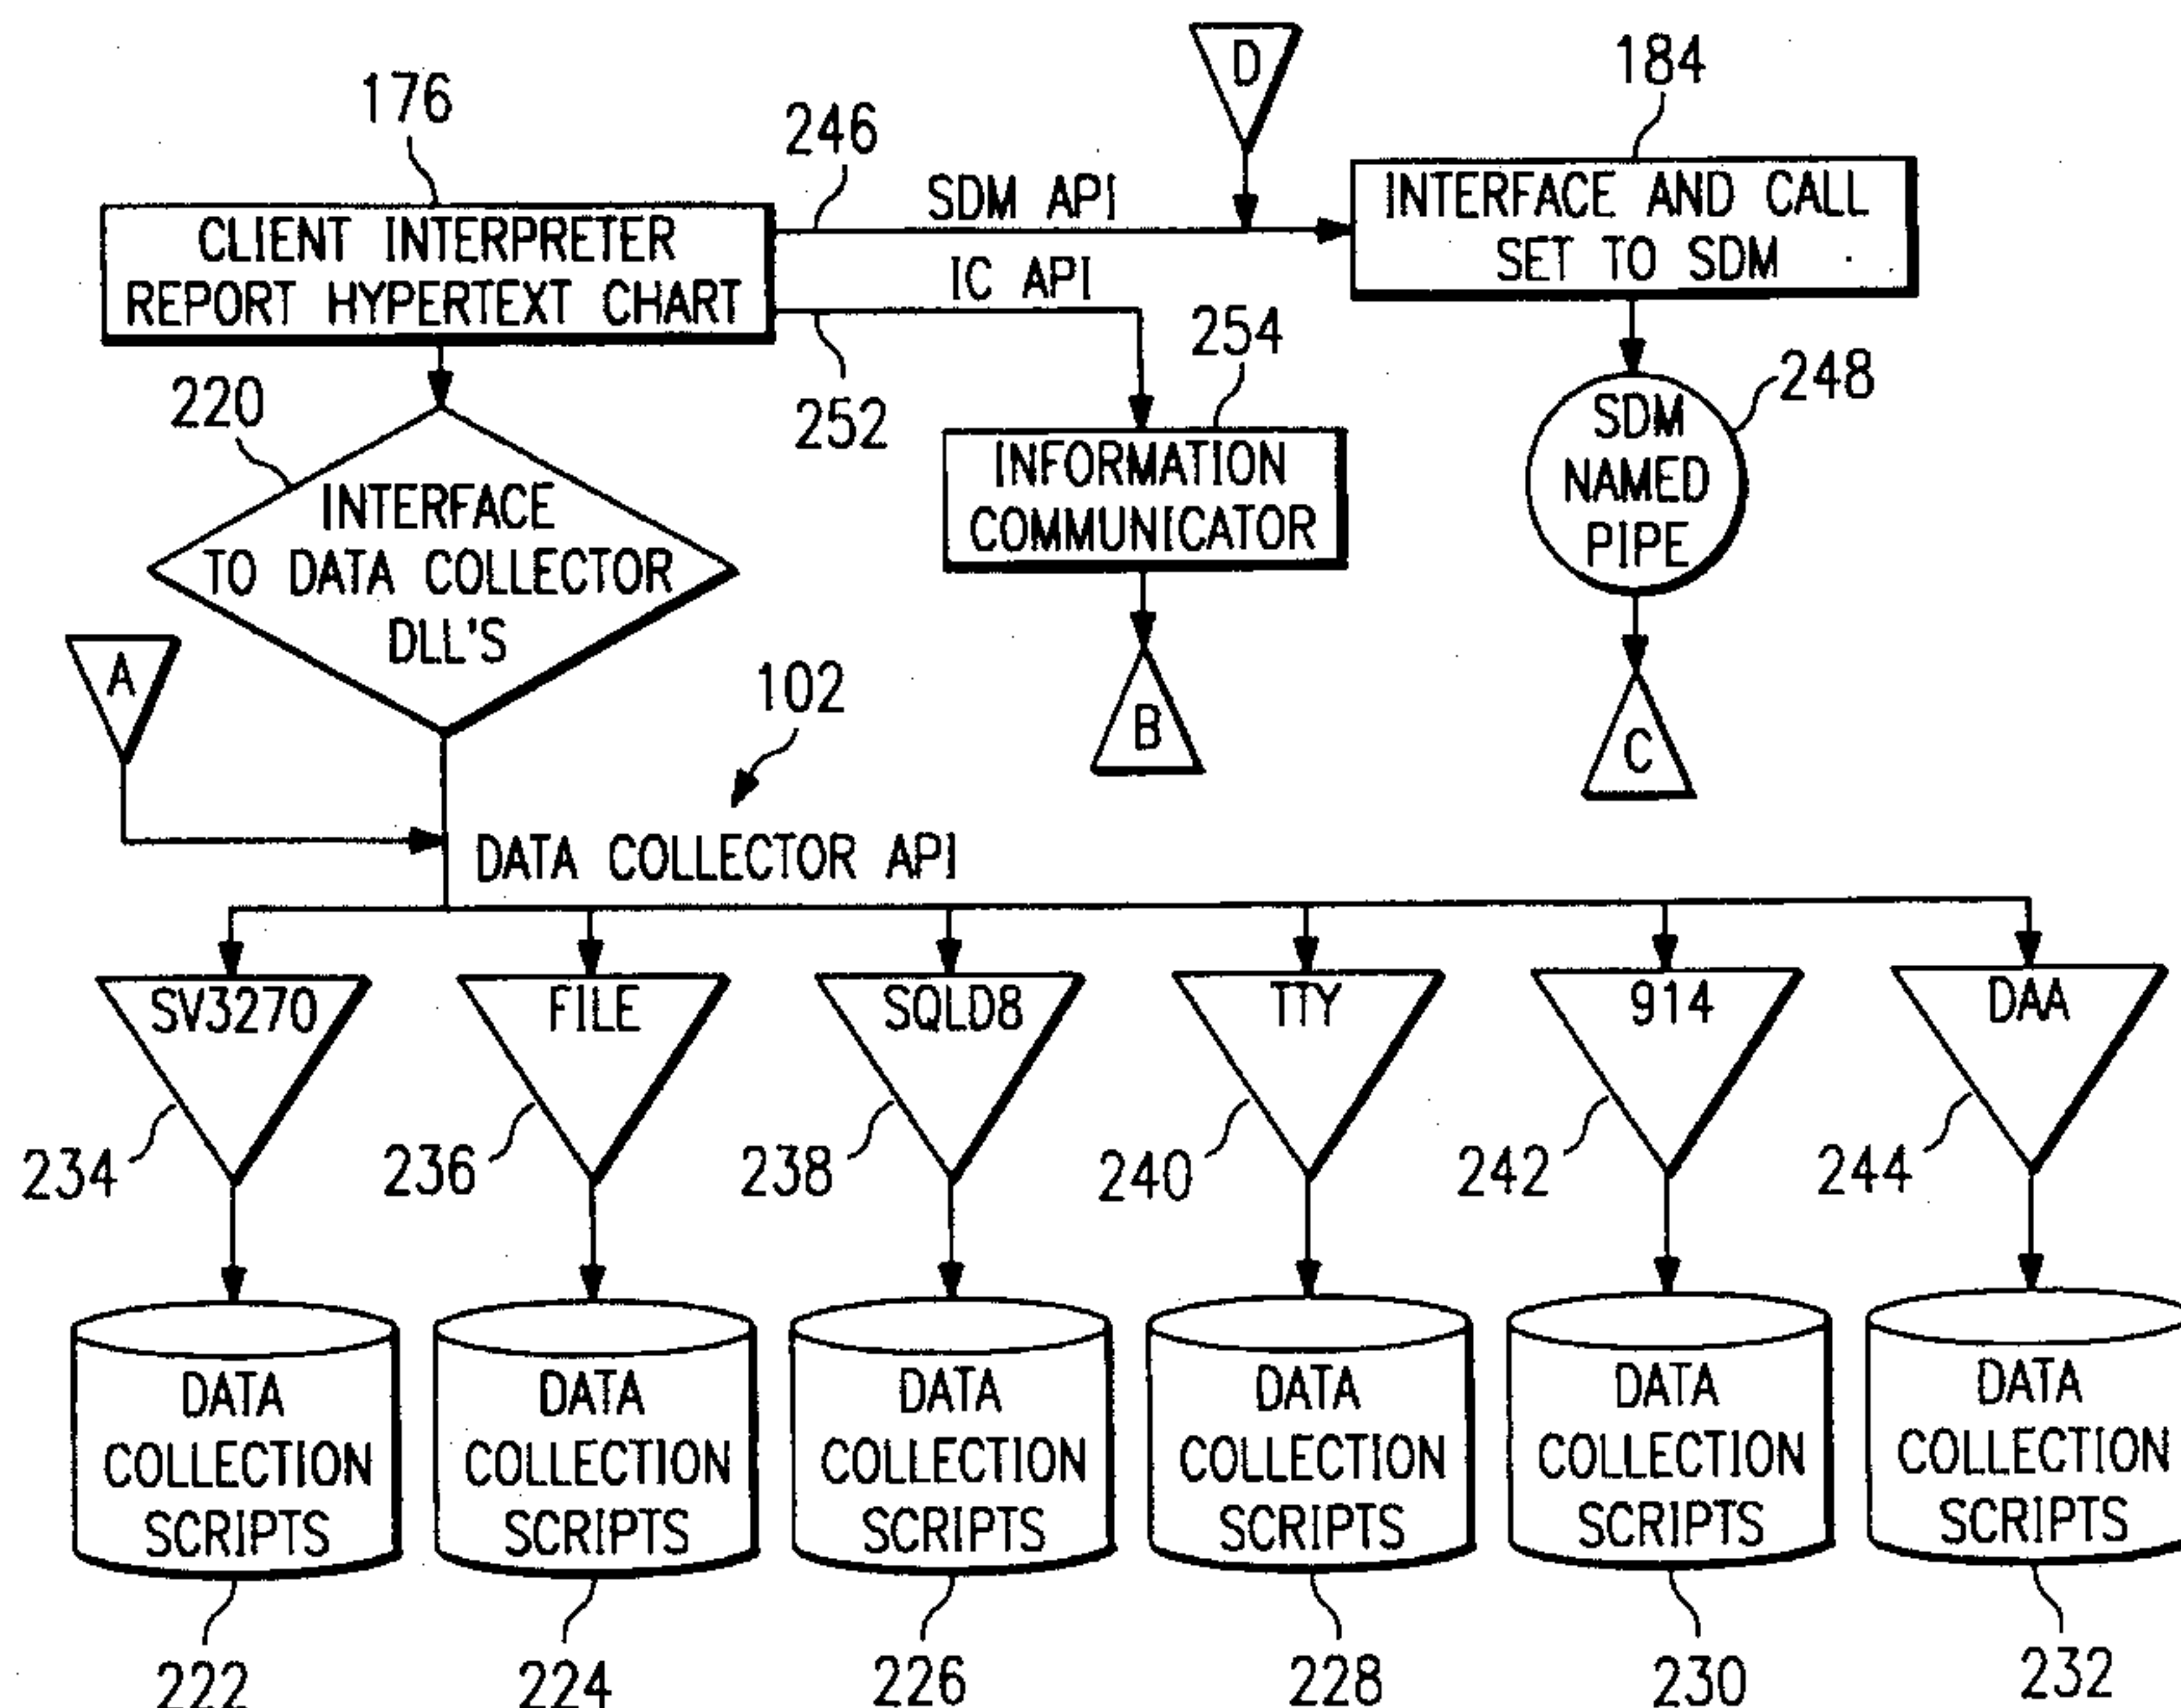 D
184
176
246
SDM API
INTERFACE AND CALL
SET TO SDM
CLIENT INTERPRETER
REPORT HYPERTEXT CHART
IC API
252
254
220
248
SDM
NAMED
PIPE
INFORMATION
COMMUNICATOR
INTERFACE
TO DATA COLLECTOR
DLL'S
A
B
C
102
DATA COLLECTOR API
SV3270
FILE
SQLD8
TTY
914
DAA
234
236
238
240
242
244
DATA
COLLECTION
SCRIPTS
DATA
COLLECTION
SCRIPTS
DATA
COLLECTION
SCRIPTS
DATA
COLLECTION
SCRIPTS
DATA
COLLECTION
SCRIPTS
DATA
COLLECTION
SCRIPTS
222
224
226
228
230
232